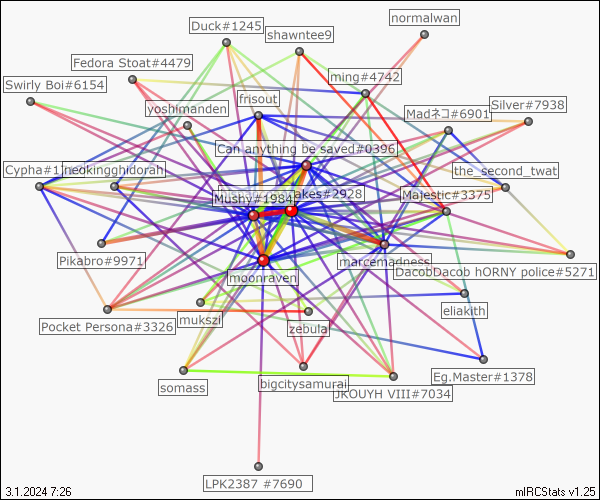 normalwan
Duck#1245
shawntee9
Fedora Stoat#4479
ming#4742
Swirly Boi#6154
frisout
yoshimanden
Madネコ#6901
Silver#7938
Can anything be saved#0396
Cypha#1
neokingghidorah
the_second_twat
Mushy#1984
akes#2928
Majestic#3375
Pikabro#9971
marcemadness
moonraven
DacobDacob hORNY police#5271
mukszi
eliakith
Pocket Persona#3326
zebula
somass
bigcitysamurai
Eg.Master#1378
JKOUYH VIII#7034
LPK2387 #7690
3.1.2024 7:26
mIRCStats v1.25